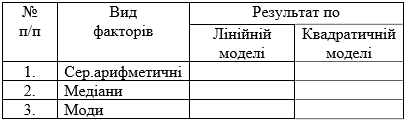 № п/п
Вид факторів
Результат по
Лінійній моделі
Квадратичній моделі
1. Сер.арифметичні
2. Медіани
3. Моди